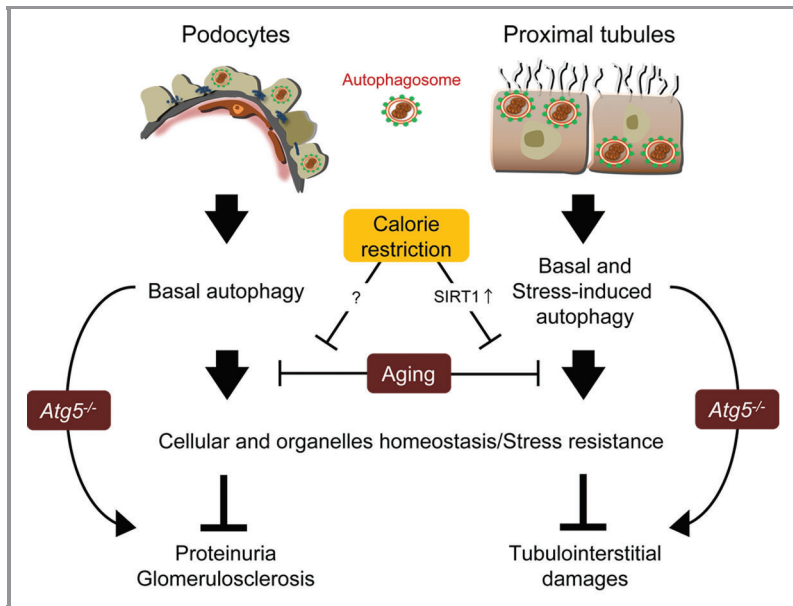 Podocytes
Proximal tubules
Autophagosome
Calorie
restriction
Basal autophagy
?
SIRT1↑
Basal and
Stress-induced
autophagy
Aging
Atg5-/-
Atg5-/-
Cellular and organelles homeostasis/Stress resistance
Proteinuria
Glomerulosclerosis
Tubulointerstitial
damages